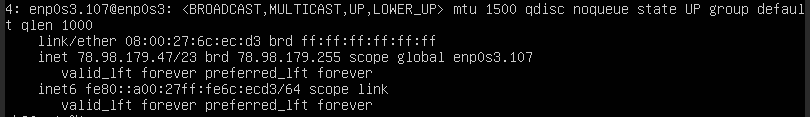 4: enp0s3.107@enp0s3: <BROADCAST,MULTICAST,UP,LOWER_UP> mtu 1500 qdisc noqueue state UP group defaul
t qlen 1000
    link/ether 08:00:27:6c:ec:d3 brd ff:ff:ff:ff:ff:ff
    inet 78.98.179.47/23 brd 78.98.179.255 scope global enp0s3.107
       valid_lft forever preferred_lft forever
    inet6 fe80::a00:27ff:fe6c:ecd3/64 scope link
       valid_lft forever preferred_lft forever